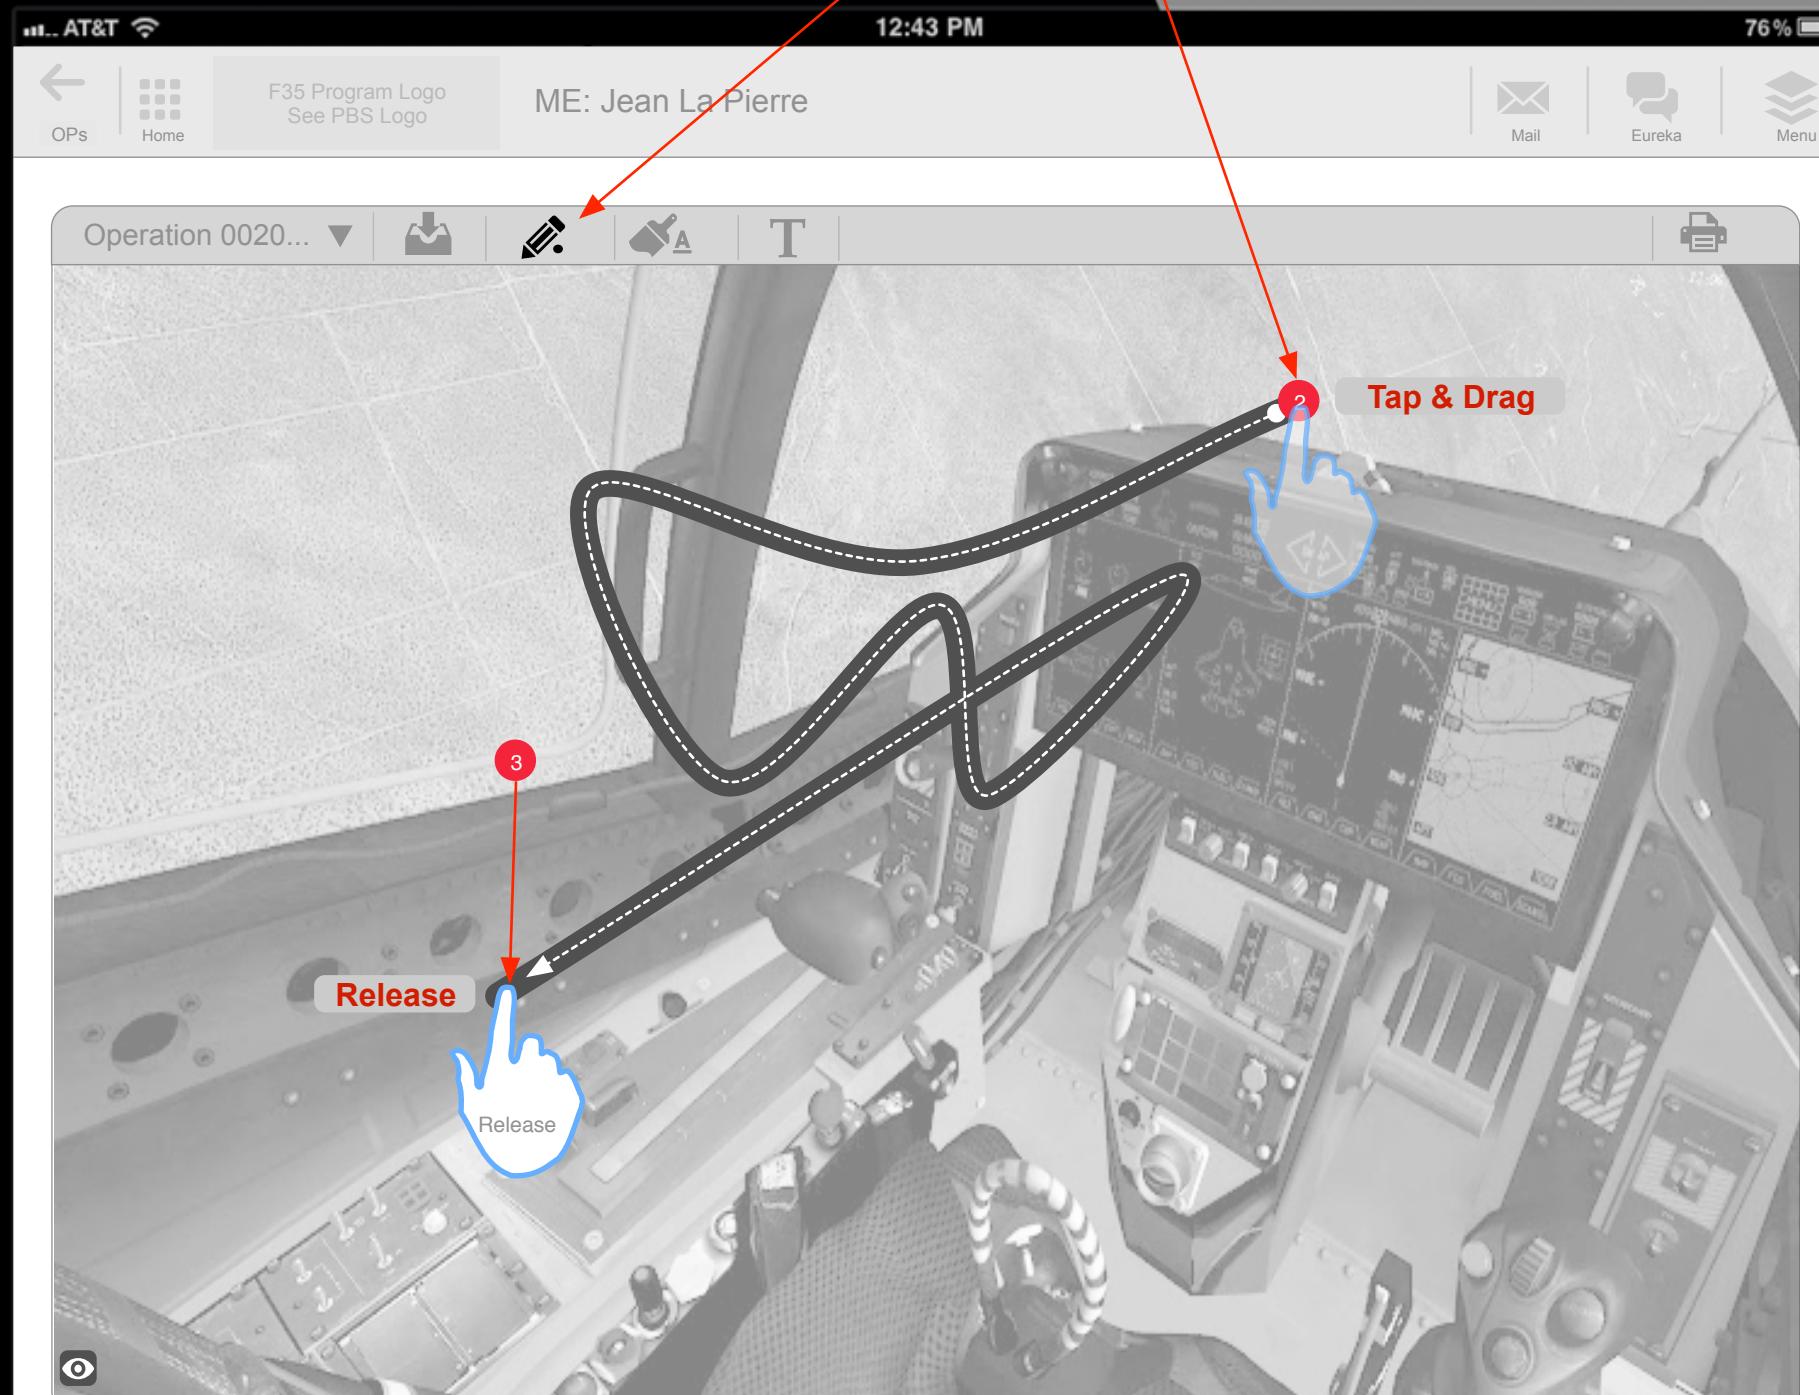 AT&T
12:43 PM
76%
OPs
Home
F35 Program Logo
See PBS Logo
ME: Jean La Pierre
Mail
Eureka
Menu
Operation 0020...
A
T
2
Tap & Drag
MENU
3
Release
Release